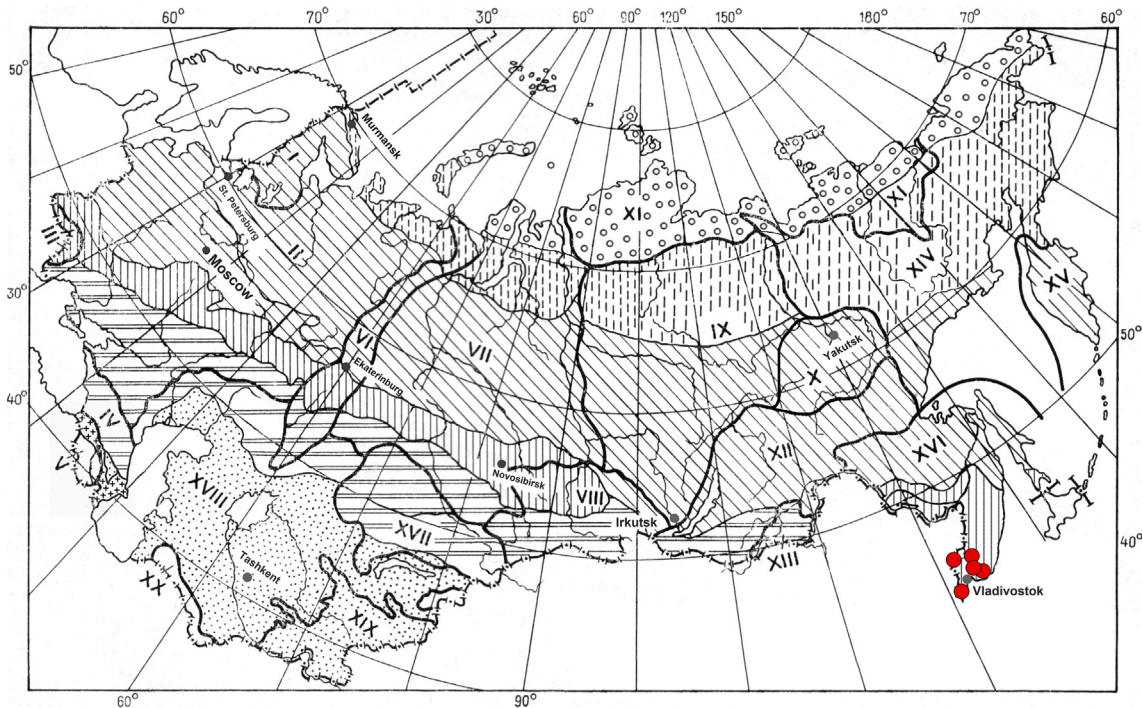 60°
70°
30°
60°
90°
120°
150°
180°
70°
60°
50°
Murmansk
I
St. Petersburg
XI
XI
III
II
Moscow
XIV
XV
30°
IX
VI
VII
50°
Yakutsk
Ekaterinburg
X
40°
IV
V
XVI
XII
XVIII
Novosibirsk
VIII
Irkutsk
XVII
40°
XIII
Tashkent
XX
Vladivostok
XIX
60°
90°